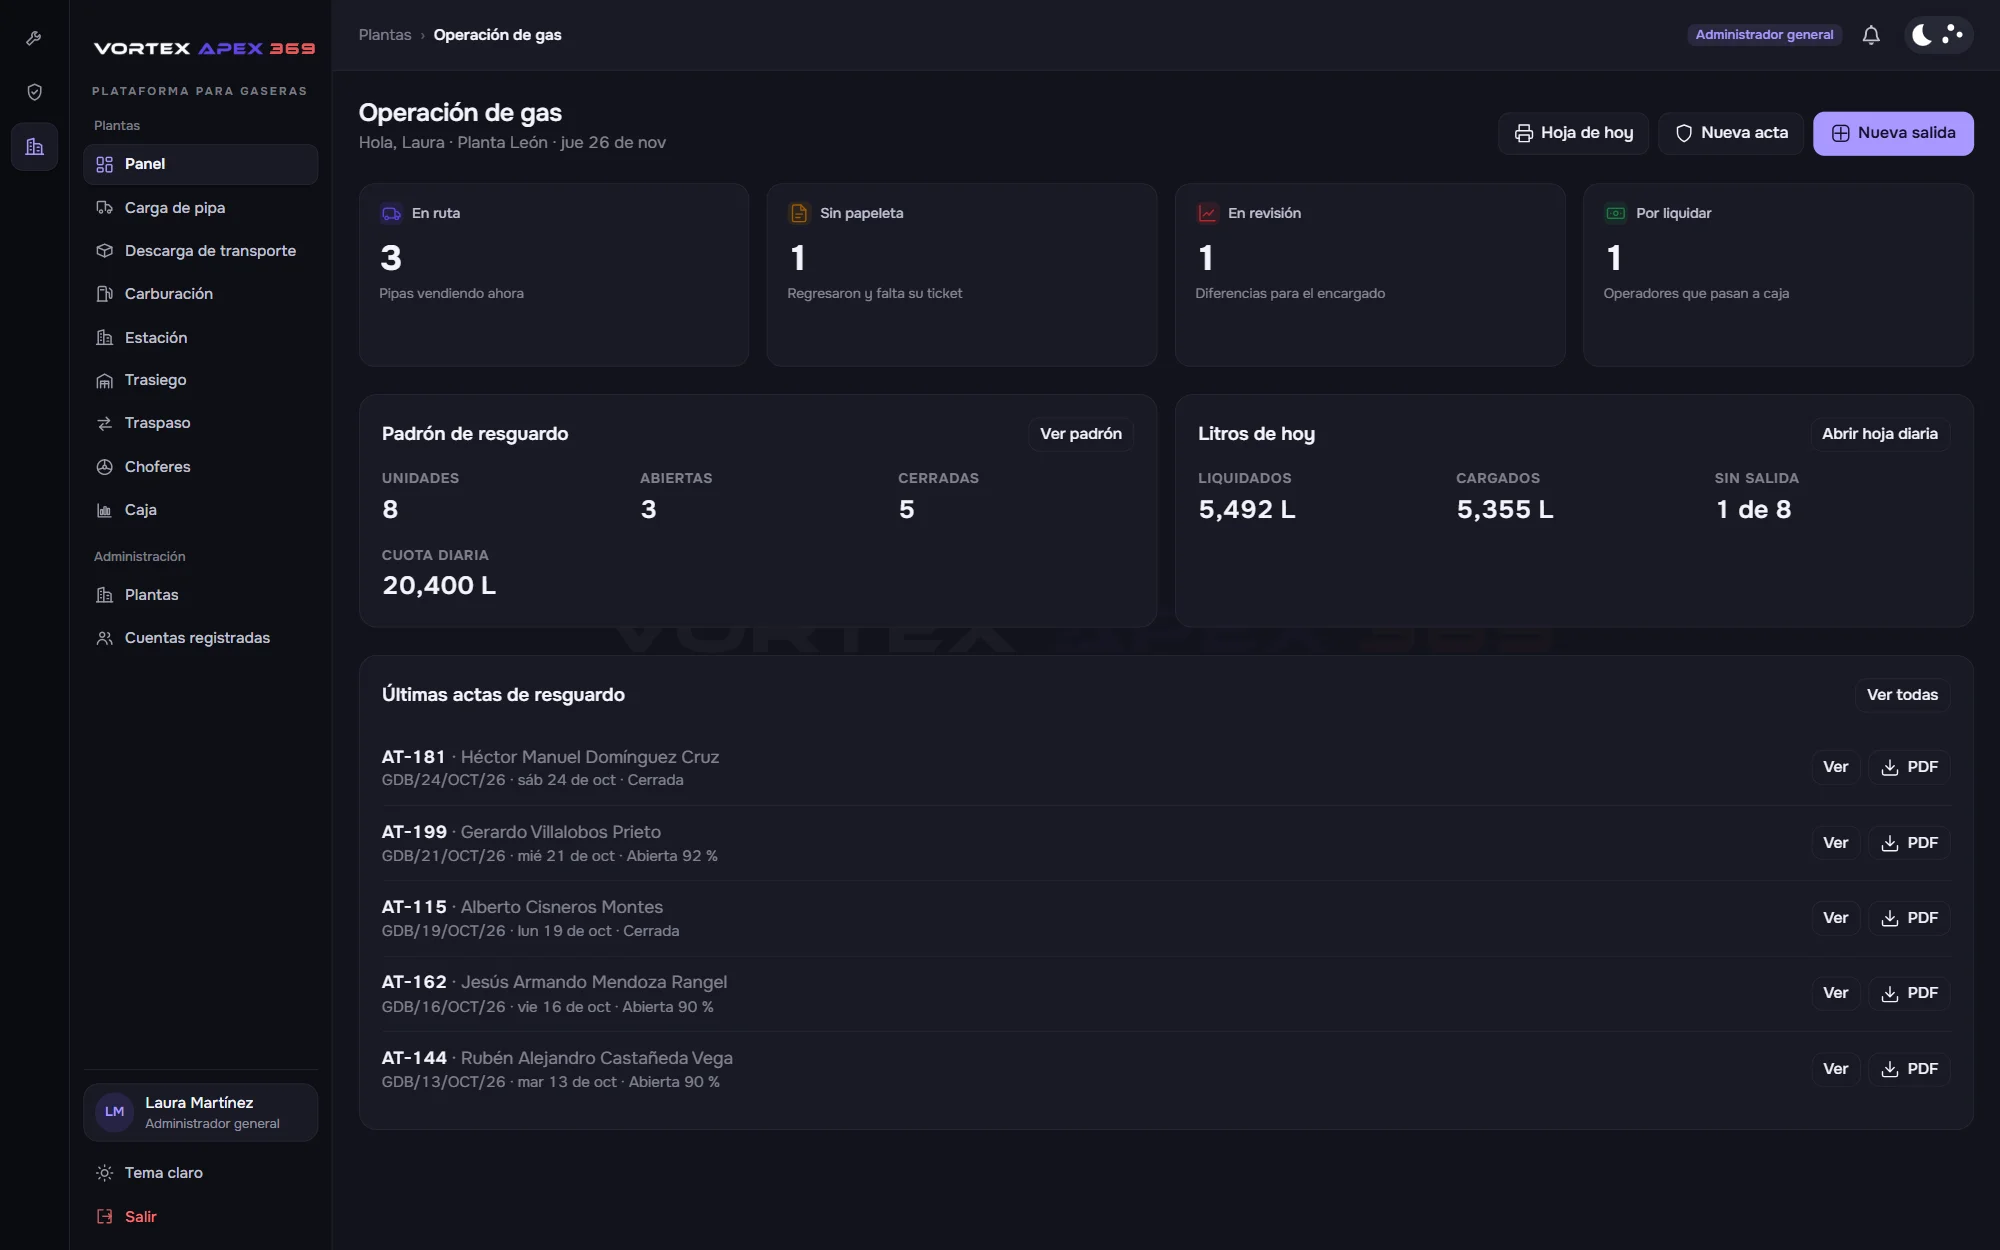 VORTEX APEX 369
PLATAFORMA PARA GASERAS
Plantas
Panel
Carga de pipa
Descarga de transporte
Carburación
Estación
Trasiego
Traspaso
Choferes
Caja
Administración
Plantas
Cuentas registradas
LM
Laura Martínez
Administrador general
Tema claro
Salir
Plantas › Operación de gas
Administrador general
Operación de gas
Hola, Laura · Planta León · jue 26 de nov
Hoja de hoy
Nueva acta
Nueva salida
En ruta
3
Pipas vendiendo ahora
Sin papeleta
1
Regresaron y falta su ticket
En revisión
1
Diferencias para el encargado
Por liquidar
1
Operadores que pasan a caja
Padrón de resguardo
Ver padrón
UNIDADES
8
ABIERTAS
3
CERRADAS
5
CUOTA DIARIA
20,400 L
Litros de hoy
Abrir hoja diaria
LIQUIDADOS
5,492 L
CARGADOS
5,355 L
SIN SALIDA
1 de 8
VORTEX APEX 369
Últimas actas de resguardo
Ver todas
AT-181 · Héctor Manuel Domínguez Cruz
GDB/24/OCT/26 · sáb 24 de oct · Cerrada
Ver PDF
AT-199 · Gerardo Villalobos Prieto
GDB/21/OCT/26 · mié 21 de oct · Abierta 92 %
Ver PDF
AT-115 · Alberto Cisneros Montes
GDB/19/OCT/26 · lun 19 de oct · Cerrada
Ver PDF
AT-162 · Jesús Armando Mendoza Rangel
GDB/16/OCT/26 · vie 16 de oct · Abierta 90 %
Ver PDF
AT-144 · Rubén Alejandro Castañeda Vega
GDB/13/OCT/26 · mar 13 de oct · Abierta 90 %
Ver PDF